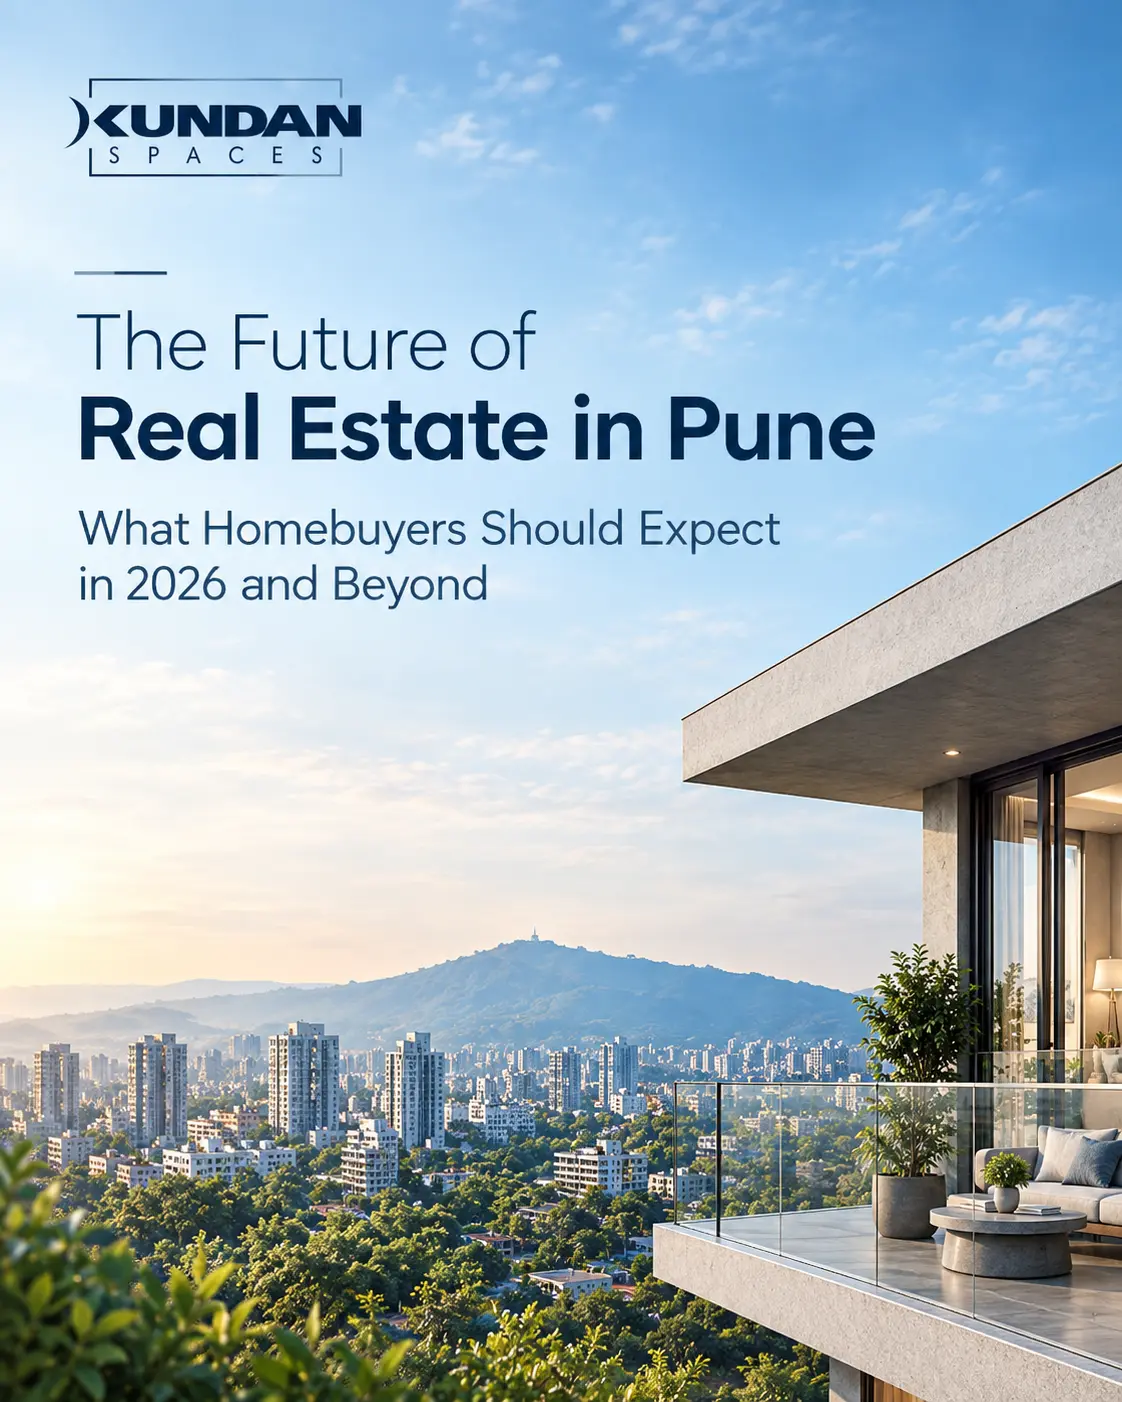 KUNDAN
SPACES
The Future of
Real Estate in Pune
What Homebuyers Should Expect
in 2026 and Beyond